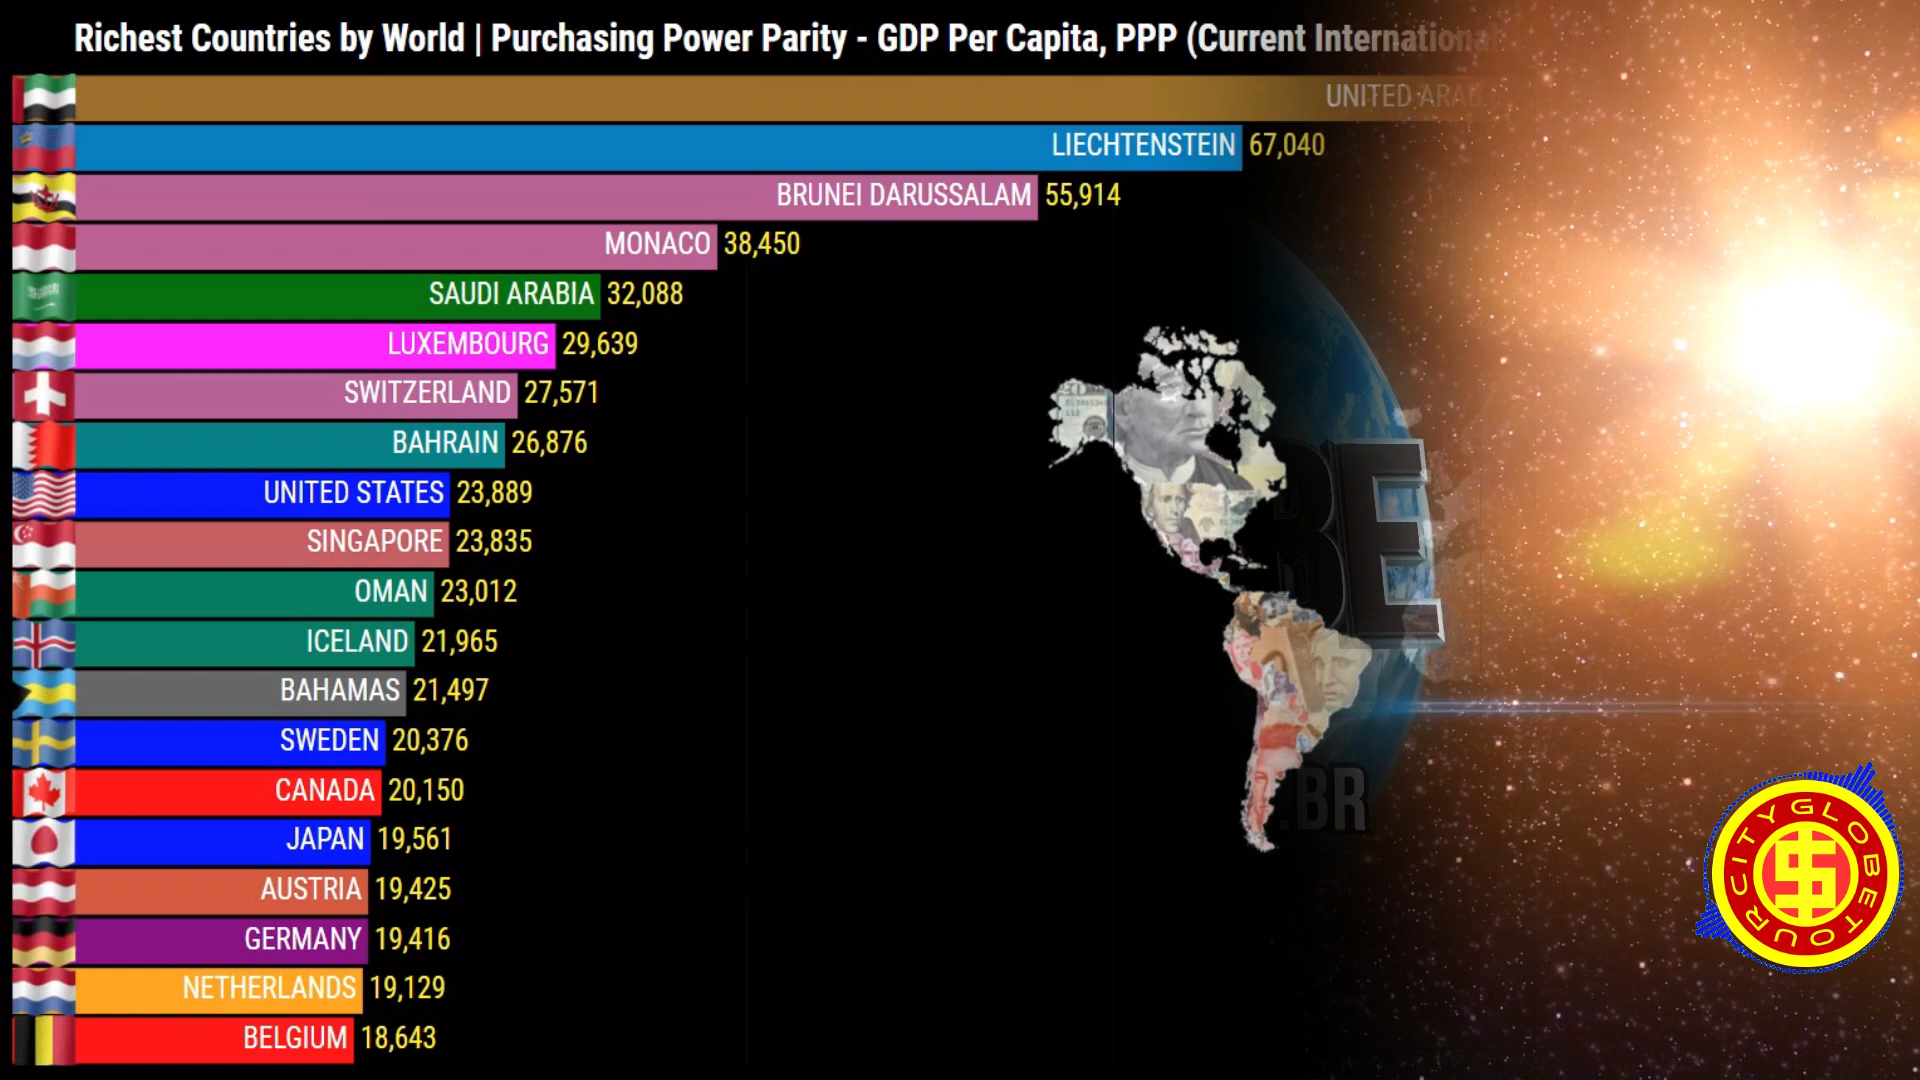 Richest Countries by World | Purchasing Power Parity - GDP Per Capita, PPP (Current Internationa
UNITED ARAB
LIECHTENSTEIN 67,040
BRUNEI DARUSSALAM 55,914
MONACO 38,450
SAUDI ARABIA 32,088
LUXEMBOURG 29,639
SWITZERLAND 27,571
BAHRAIN 26,876
UNITED STATES 23,889
SINGAPORE 23,835
OMAN 23,012
ICELAND 21,965
BAHAMAS 21,497
SWEDEN 20,376
CANADA 20,150
JAPAN 19,561
AUSTRIA 19,425
GERMANY 19,416
NETHERLANDS 19,129
BELGIUM 18,643
BE
.BR
CITYGLOBETOUR